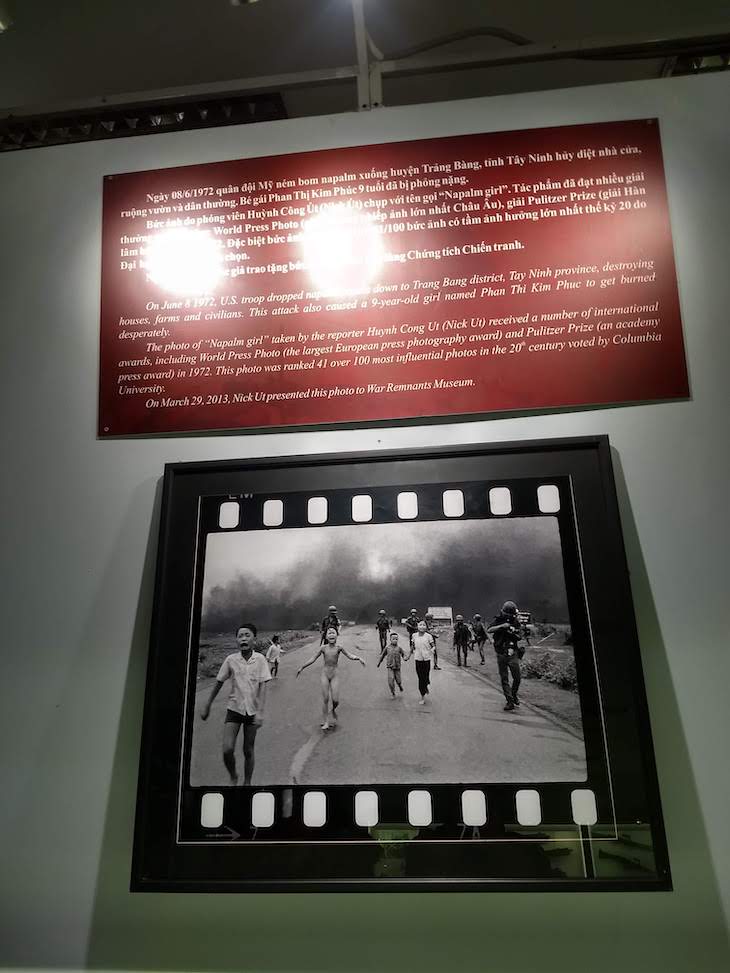 Ngày 08/6/1972 quân đội Mỹ ném bom napalm xuống huyện Trảng Bàng, tỉnh Tây Ninh hủy diệt nhà cửa,
ruộng vườn và dân thường. Bé gái Phan Thị Kim Phúc 9 tuổi đã bị phỏng nặng.
Bức ảnh do phóng viên Huỳnh Công Út (Nick Ut) chụp với tên gọi "Napalm girl". Tác phẩm đã đạt nhiều giải
thưởng World Press Photo ảnh lớn nhất Châu Âu), giải Pulitzer Prize (giải Hàn
lâm Đặc biệt bức ảnh 41/100 bức ảnh có tầm ảnh hưởng lớn nhất thế kỷ 20 do
Đại chọn.
giả trao tặng bức Bảo tàng Chứng tích Chiến tranh.
On June 8 1972, U.S. troop dropped down to Trang Bang district, Tay Ninh province, destroying
houses, farms and civilians. This attack also caused a 9-year-old girl named Phan Thi Kim Phuc to get burned
desperately.
The photo of "Napalm girl" taken by the reporter Huynh Cong Ut (Nick Ut) received a number of international
awards, including World Press Photo (the largest European press photography award) and Pulitzer Prize (an academy
press award) in 1972. This photo was ranked 41 over 100 most influential photos in the 20th century voted by Columbia
University.
On March 29, 2013, Nick Ut presented this photo to War Remnants Museum.